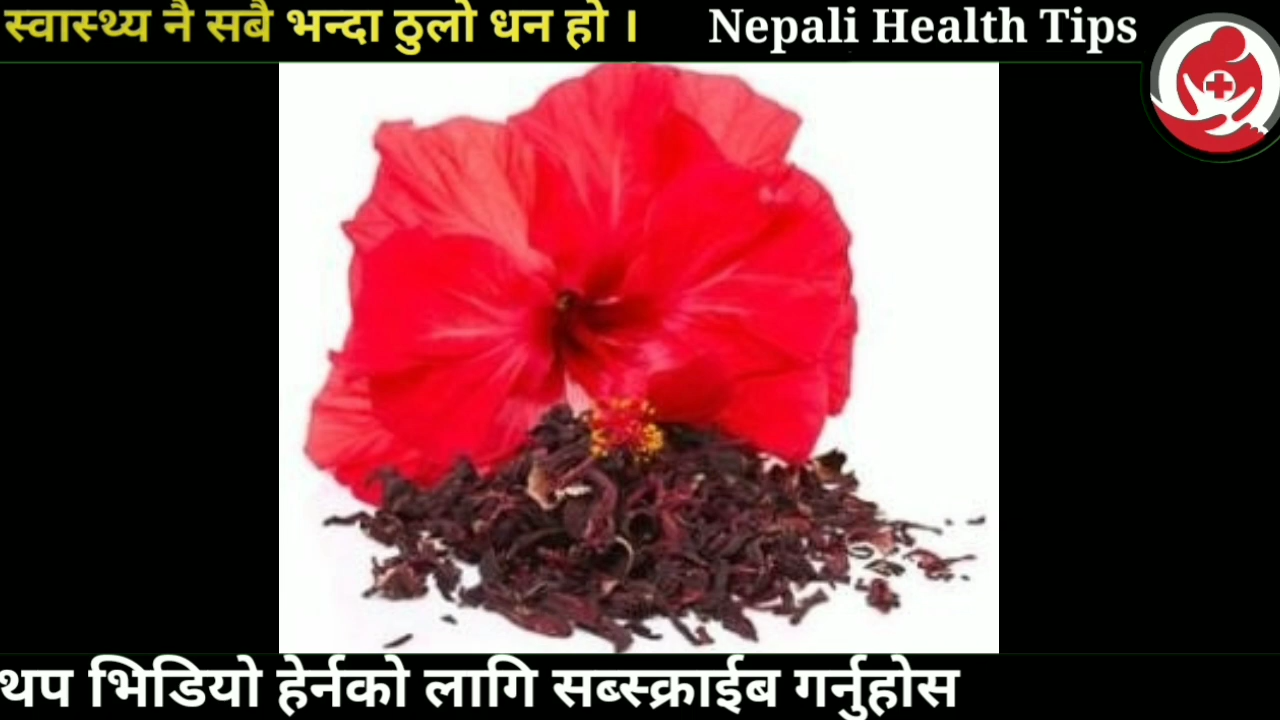 स्वास्थ्य नै सबै भन्दा ठुलो धन हो । Nepali Health Tips
थप भिडियो हेर्नको लागि सब्स्क्राईब गर्नुहोस